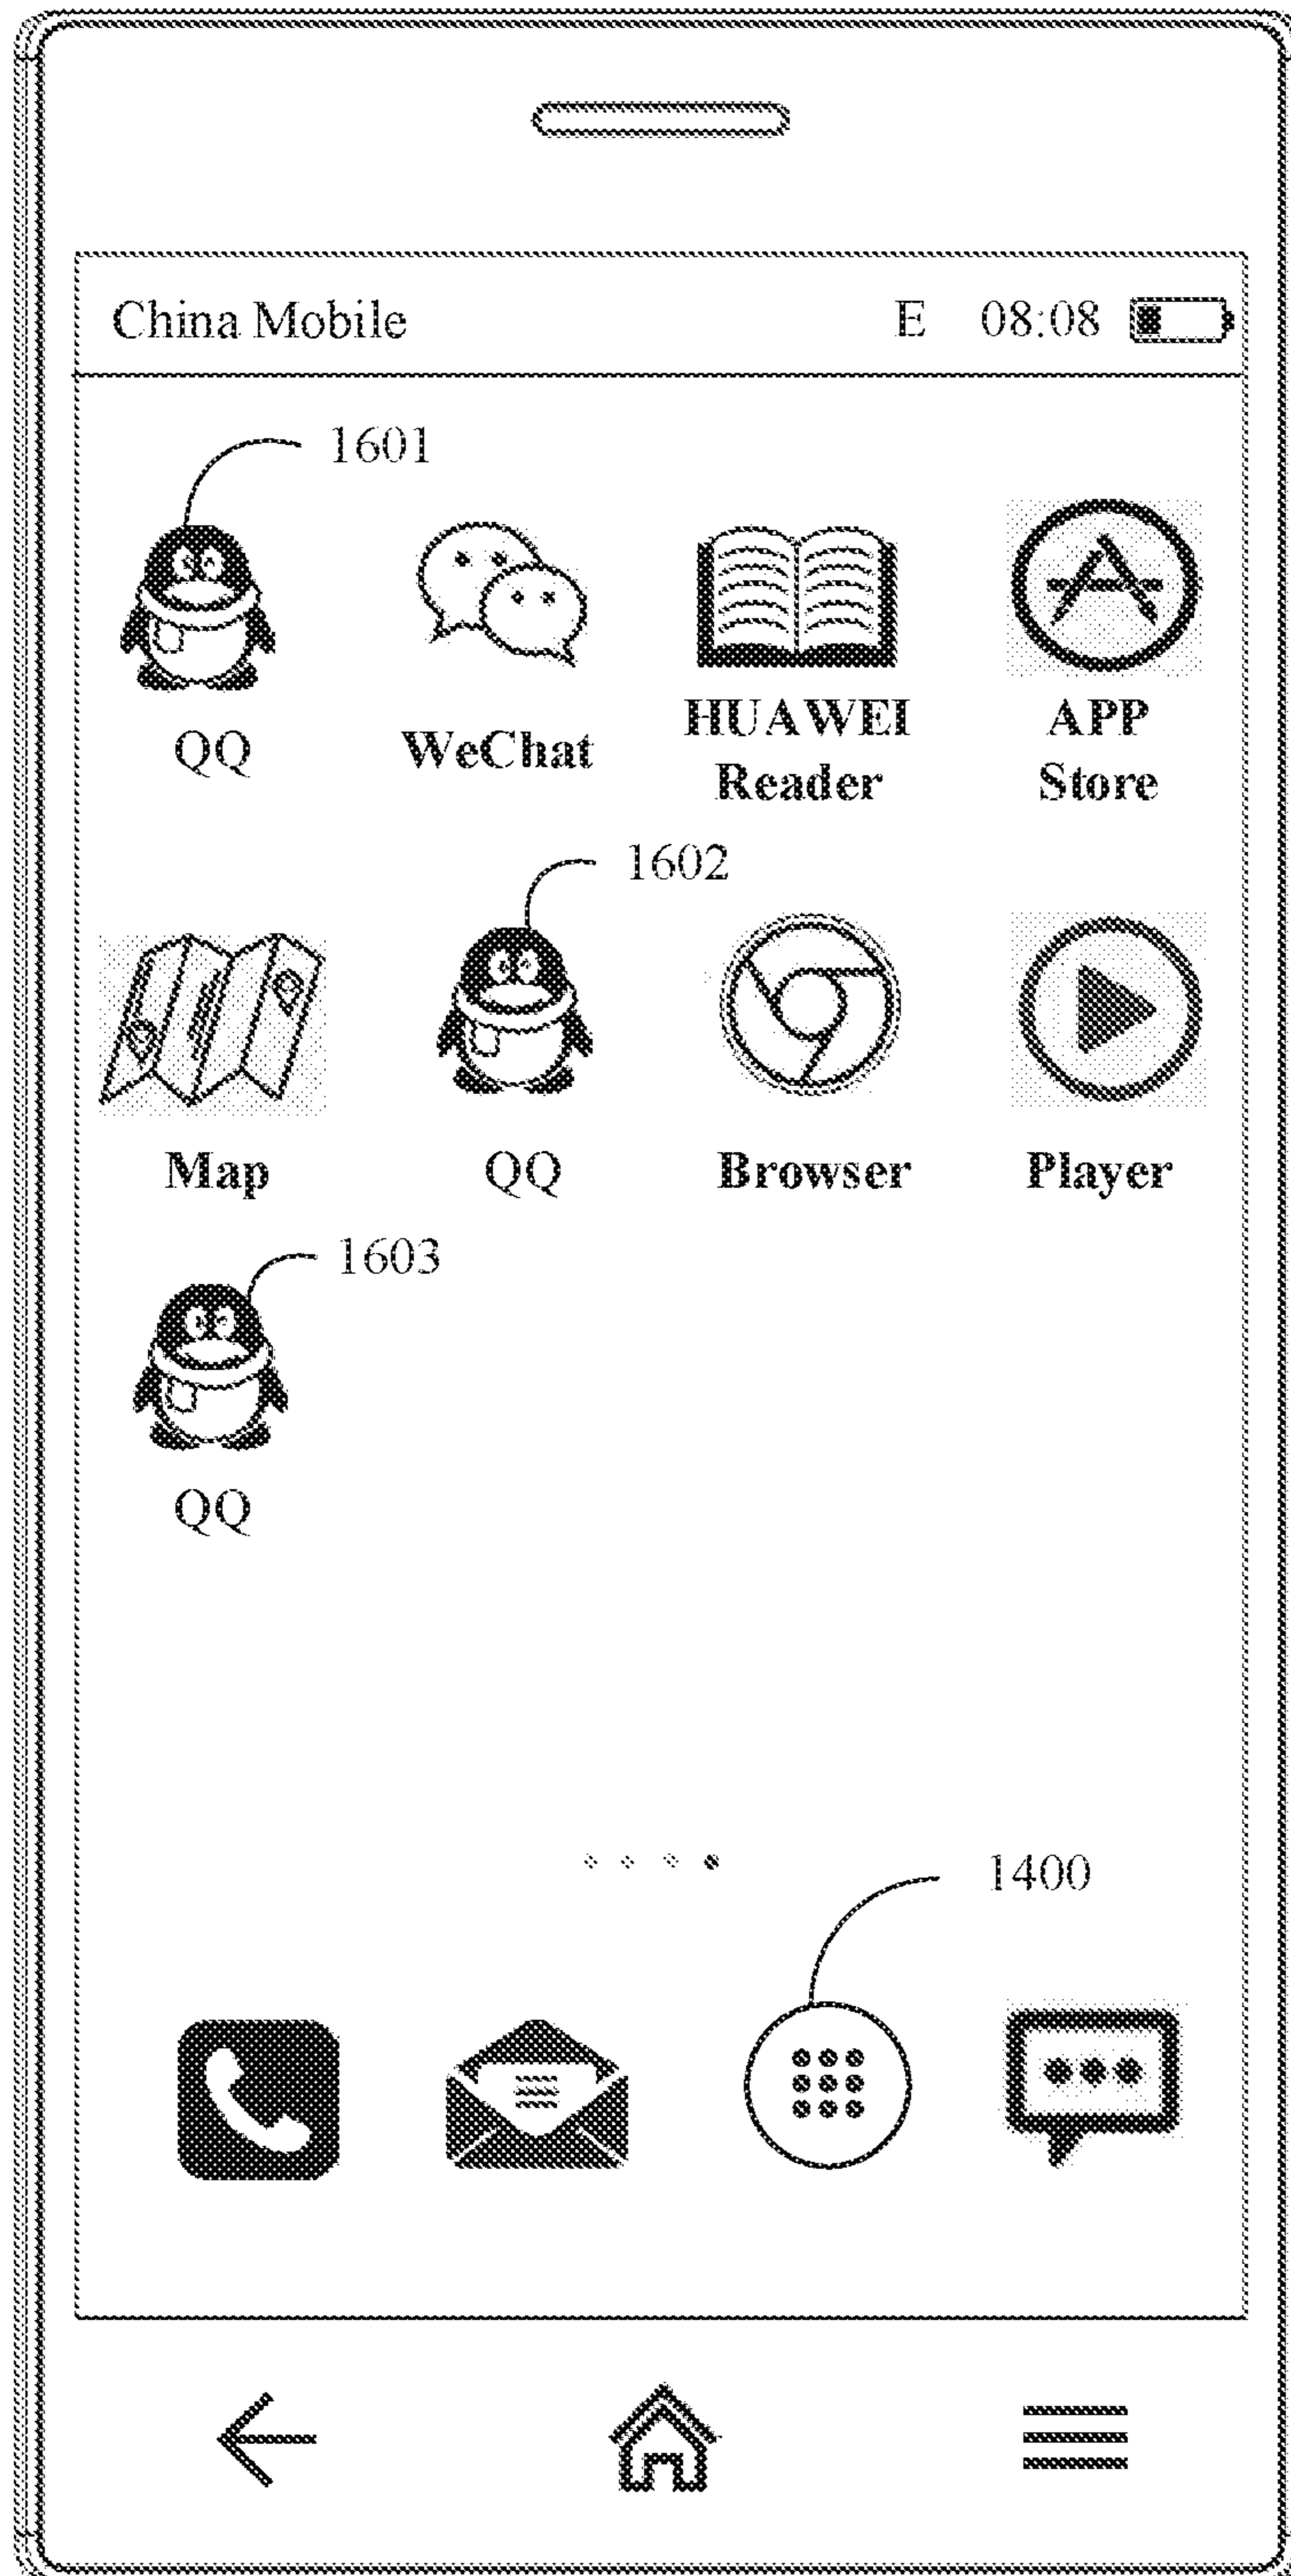 China Mobile E 08:08
1601
QQ WeChat HUAWEI Reader APP Store
1602
Map QQ Browser Player
1603
QQ
1400